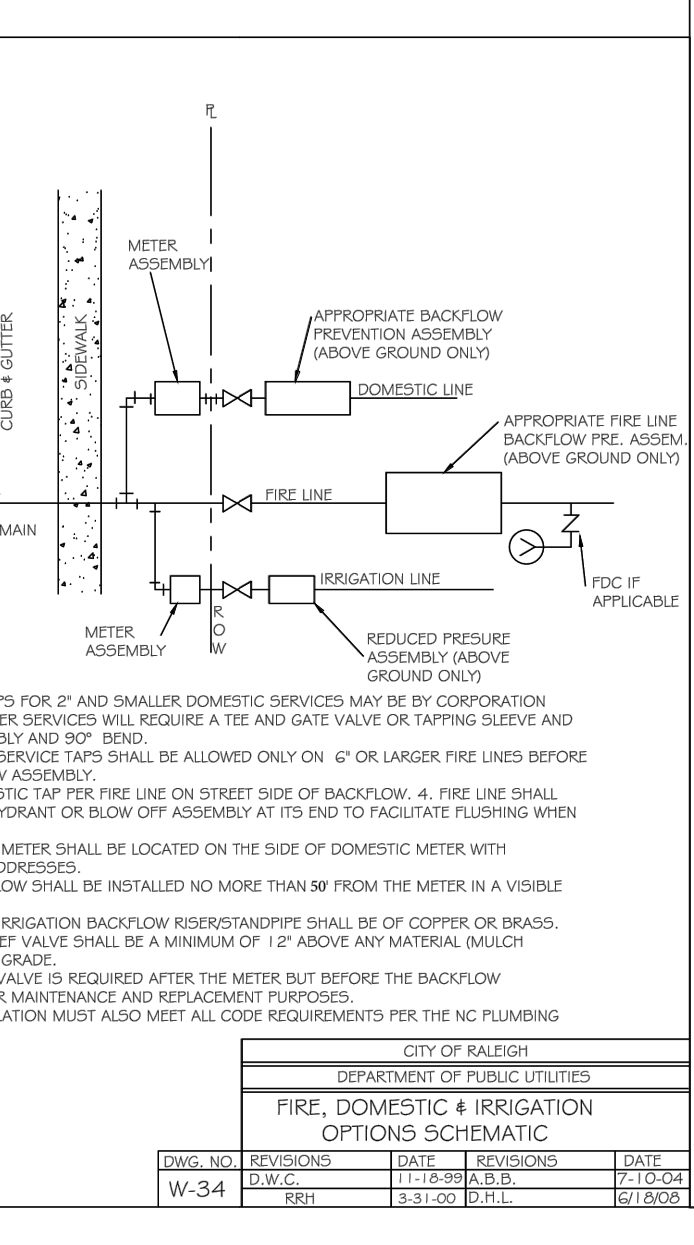 PL
METER
ASSEMBLY
APPROPRIATE BACKFLOW
PREVENTION ASSEMBLY
(ABOVE GROUND ONLY)
CURB & GUTTER
SIDEWALK
DOMESTIC LINE
APPROPRIATE FIRE LINE
BACKFLOW PRE. ASSEM.
(ABOVE GROUND ONLY)
FIRE LINE
MAIN
IRRIGATION LINE
FDC IF
APPLICABLE
METER
ASSEMBLY
R
O
W
REDUCED PRESURE
ASSEMBLY (ABOVE
GROUND ONLY)
PS FOR 2" AND SMALLER DOMESTIC SERVICES MAY BE BY CORPORATION
ER SERVICES WILL REQUIRE A TEE AND GATE VALVE OR TAPPING SLEEVE AND
BLY AND 90° BEND.
SERVICE TAPS SHALL BE ALLOWED ONLY ON 6" OR LARGER FIRE LINES BEFORE
W ASSEMBLY.
STIC TAP PER FIRE LINE ON STREET SIDE OF BACKFLOW. 4. FIRE LINE SHALL
YDRANT OR BLOW OFF ASSEMBLY AT ITS END TO FACILITATE FLUSHING WHEN
METER SHALL BE LOCATED ON THE SIDE OF DOMESTIC METER WITH
DDRESSES.
LOW SHALL BE INSTALLED NO MORE THAN 50' FROM THE METER IN A VISIBLE
RRIGATION BACKFLOW RISER/STANDPIPE SHALL BE OF COPPER OR BRASS.
EF VALVE SHALL BE A MINIMUM OF 12" ABOVE ANY MATERIAL (MULCH
GRADE.
VALVE IS REQUIRED AFTER THE METER BUT BEFORE THE BACKFLOW
R MAINTENANCE AND REPLACEMENT PURPOSES.
LATION MUST ALSO MEET ALL CODE REQUIREMENTS PER THE NC PLUMBING
CITY OF RALEIGH
DEPARTMENT OF PUBLIC UTILITIES
FIRE, DOMESTIC & IRRIGATION
OPTIONS SCHEMATIC
DWG. NO. REVISIONS DATE REVISIONS DATE
W-34 D.W.C. 11-18-99 A.B.B. 7-10-04
RRH 3-31-00 D.H.L. 6/18/08